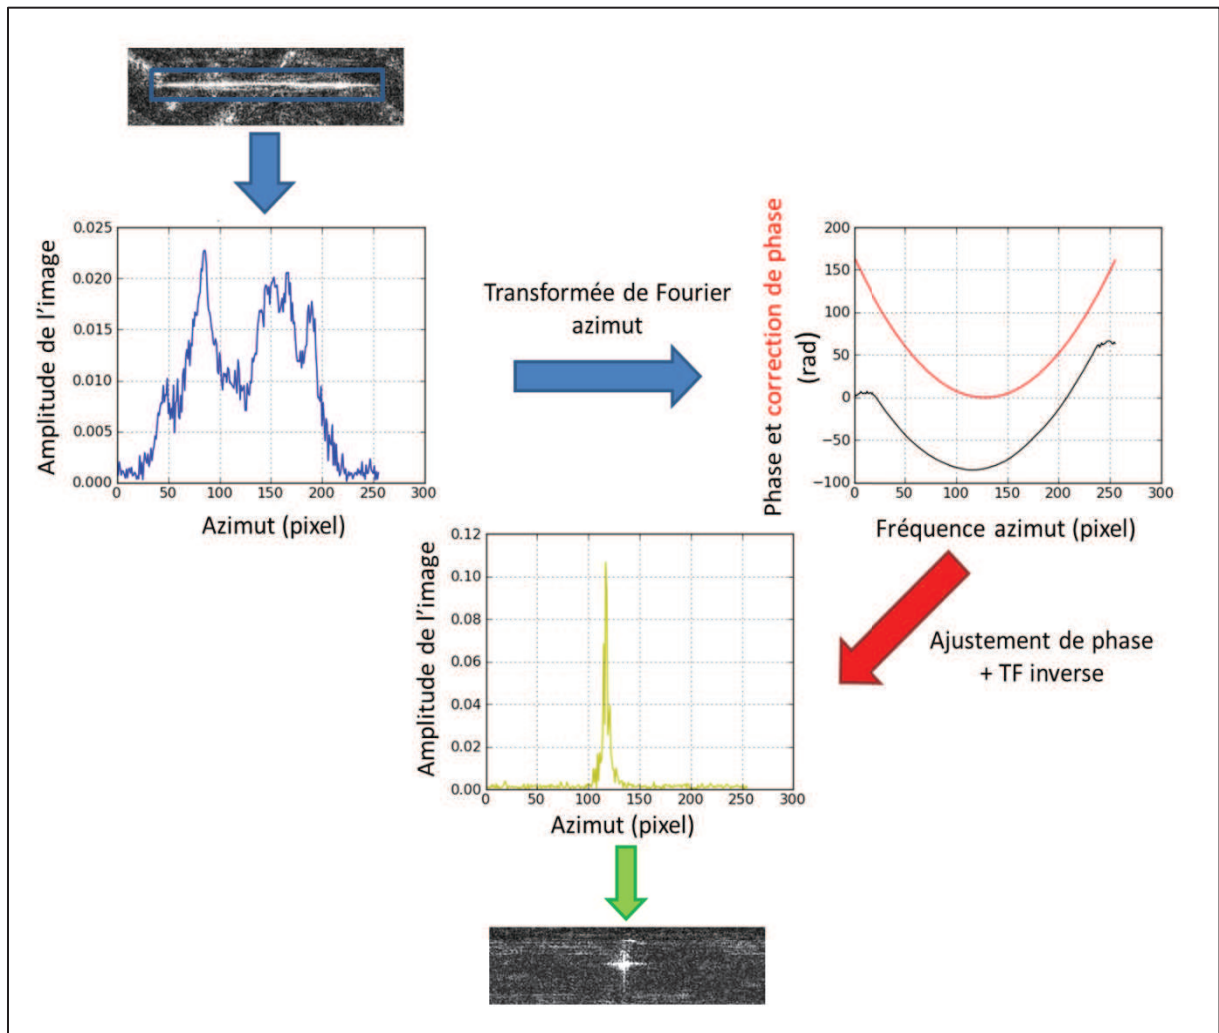 Amplitude de l'image
0.025
0.020
0.015
0.010
0.005
0.000
0 50 100 150 200 250 300
Azimut (pixel)
Transformée de Fourier
azimut
Phase et correction de phase
(rad)
200
150
100
50
0
−50
−100
0 50 100 150 200 250 300
Fréquence azimut (pixel)
Ajustement de phase
+ TF inverse
Amplitude de l'image
0.12
0.10
0.08
0.06
0.04
0.02
0.00
0 50 100 150 200 250 300
Azimut (pixel)